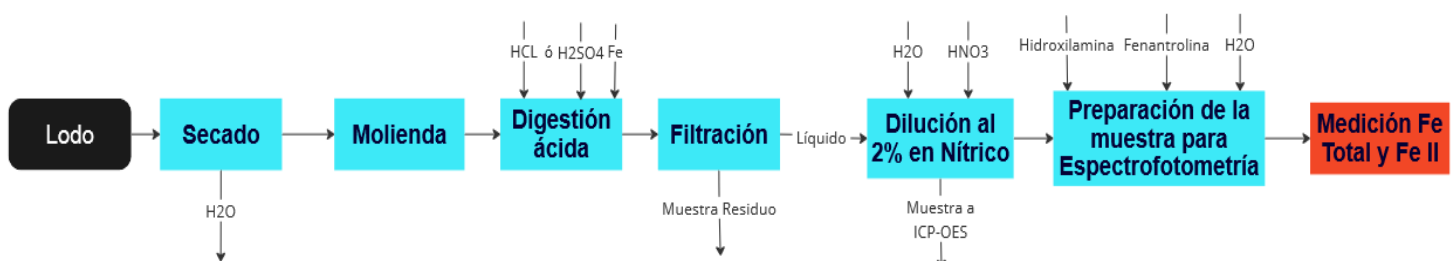 Lodo
Secado
H2O
Molienda
HCL ó H2SO4 Fe
Digestión
ácida
Filtración
Muestra Residuo
Líquido
H2O
HNO3
Dilución al
2% en Nítrico
Muestra a
ICP-OES
Hidroxilamina
Fenantrolina
H2O
Preparación de la
muestra para
Espectrofotometría
Medición Fe
Total y Fe II